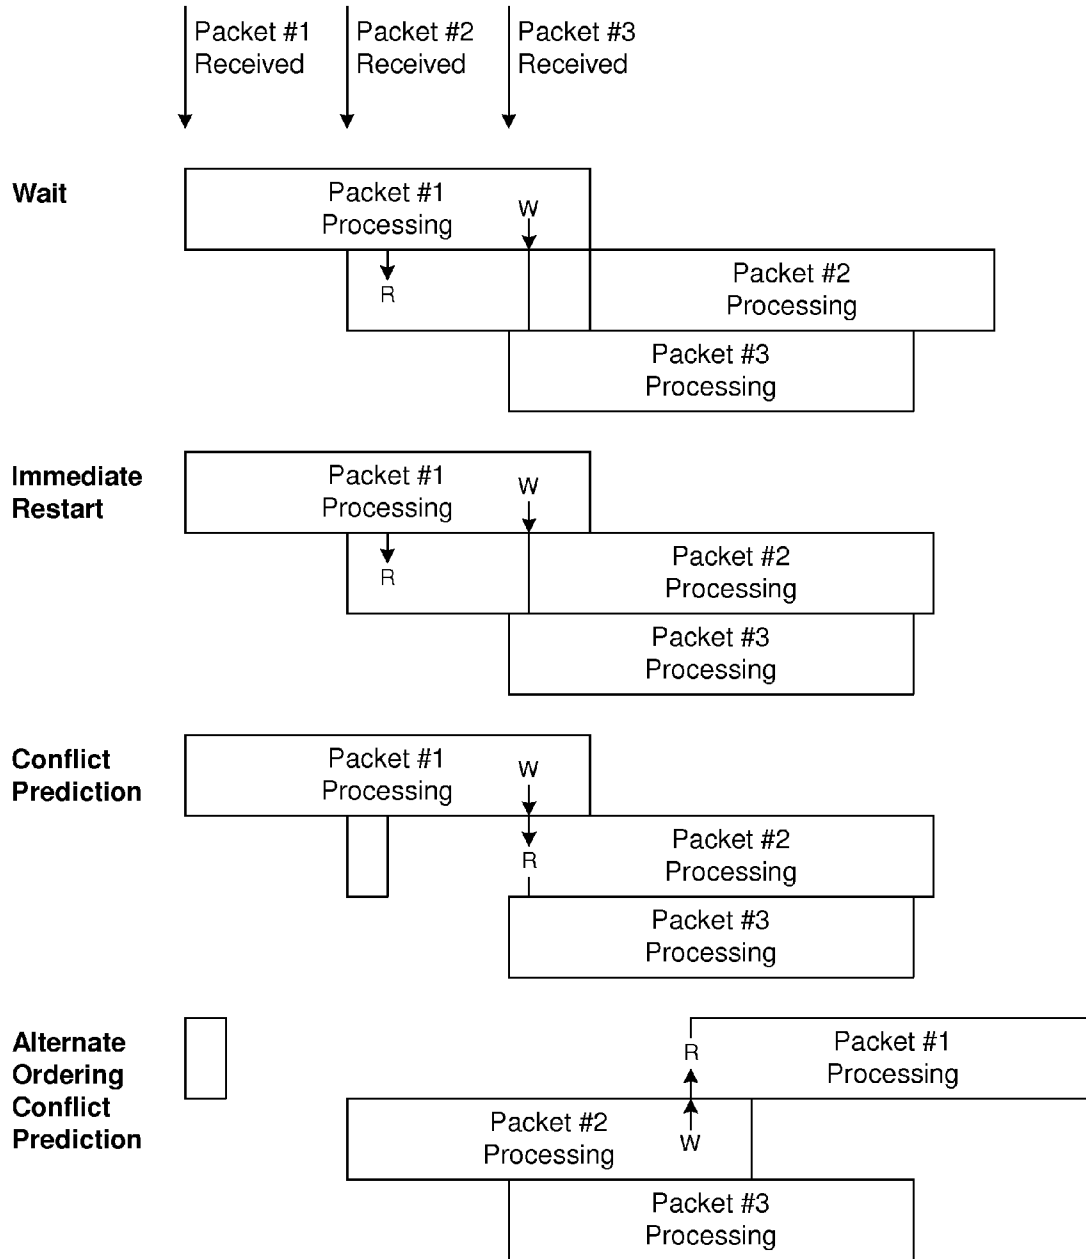 Packet #1
Received
Packet #2
Received
Packet #3
Received
Wait
Packet #1
Processing
W
R
Packet #2
Processing
Packet #3
Processing
Immediate
Restart
Packet #1
Processing
W
R
Packet #2
Processing
Packet #3
Processing
Conflict
Prediction
Packet #1
Processing
W
R
Packet #2
Processing
Packet #3
Processing
Alternate
Ordering
Conflict
Prediction
R
Packet #1
Processing
Packet #2
Processing
W
Packet #3
Processing